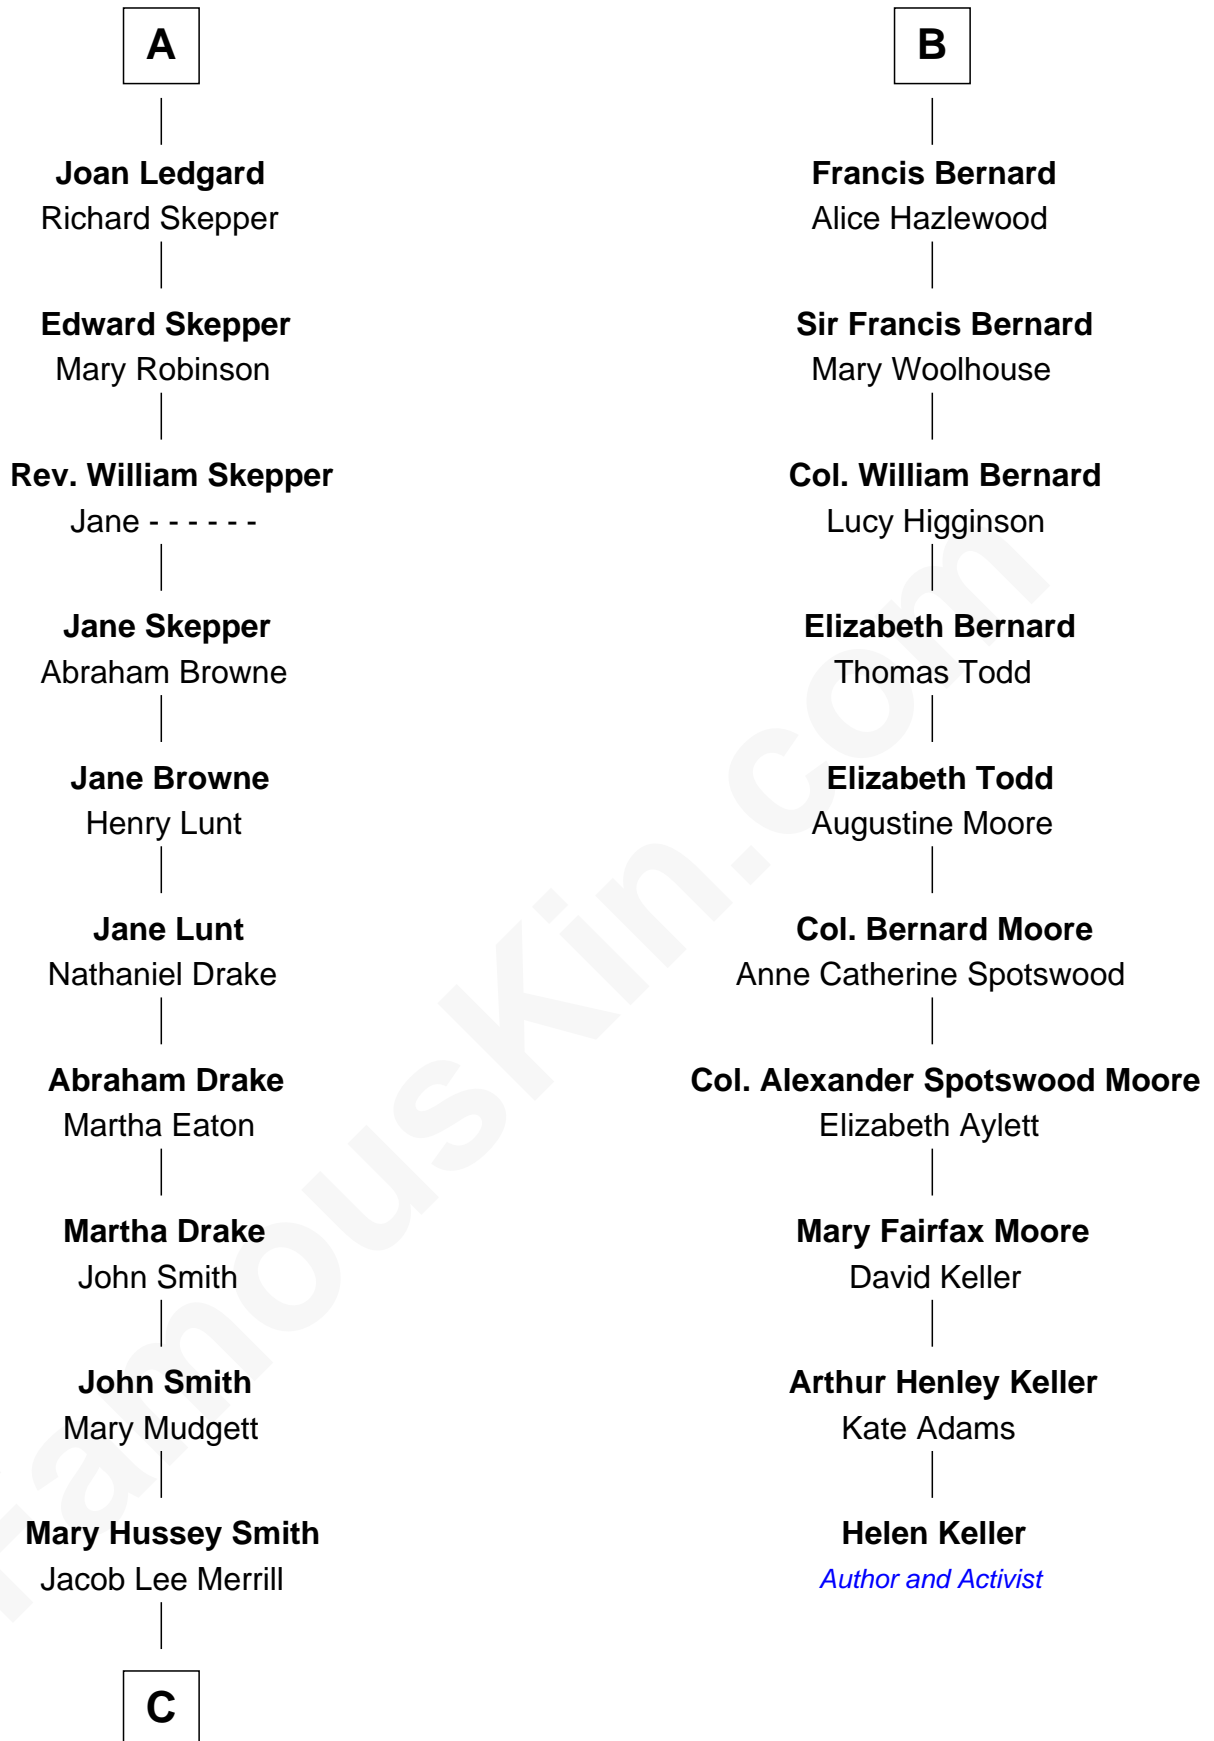 A
Joan Ledgard
Richard Skepper
Edward Skepper
Mary Robinson
Rev. William Skepper
Jane - - - - - -
Jane Skepper
Abraham Browne
Jane Browne
Henry Lunt
Jane Lunt
Nathaniel Drake
Abraham Drake
Martha Eaton
Martha Drake
John Smith
John Smith
Mary Mudgett
Mary Hussey Smith
Jacob Lee Merrill
C
B
Francis Bernard
Alice Hazlewood
Sir Francis Bernard
Mary Woolhouse
Col. William Bernard
Lucy Higginson
Elizabeth Bernard
Thomas Todd
Elizabeth Todd
Augustine Moore
Col. Bernard Moore
Anne Catherine Spotswood
Col. Alexander Spotswood Moore
Elizabeth Aylett
Mary Fairfax Moore
David Keller
Arthur Henley Keller
Kate Adams
Helen Keller
Author and Activist
FamousKin.com